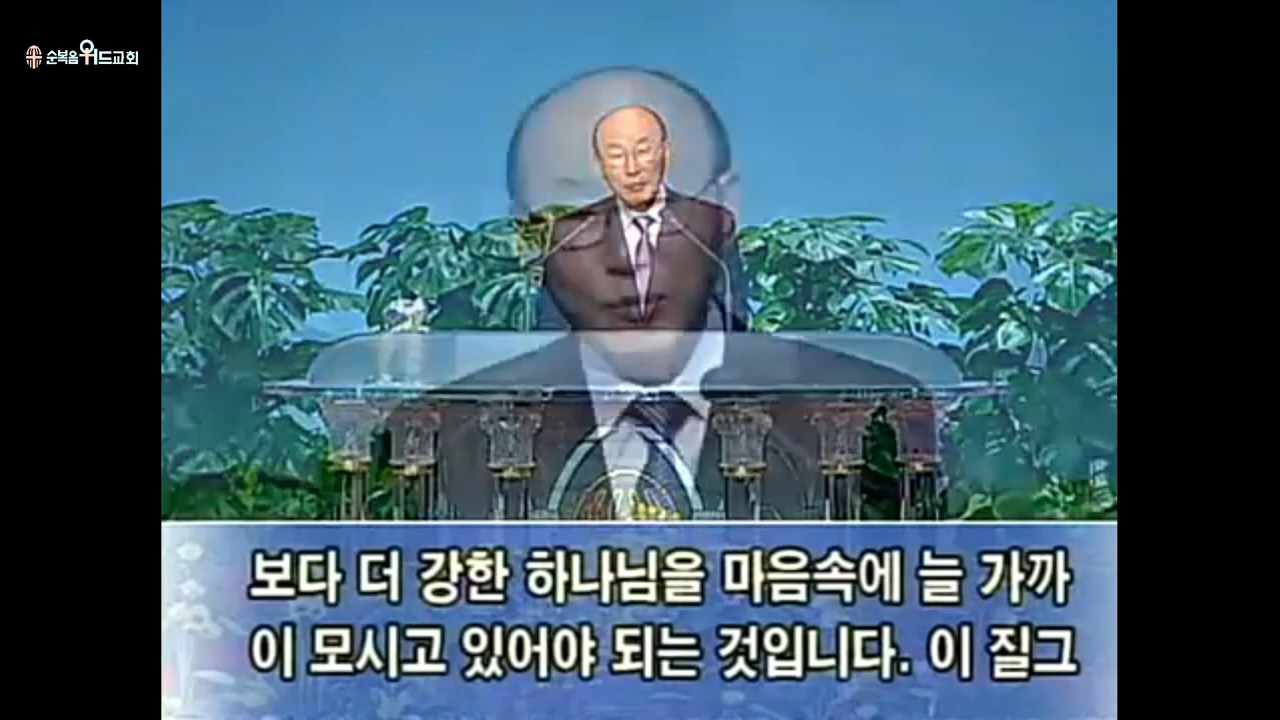 순복음위드교회
보다 더 강한 하나님을 마음속에 늘 가까
이 모시고 있어야 되는 것입니다. 이 질그